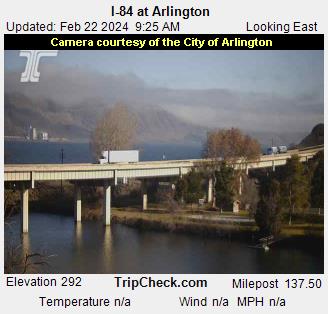 I-84 at Arlington
Updated: Feb 22 2024 9:25 AM Looking East
Camera courtesy of the City of Arlington
Elevation 292 TripCheck.com Milepost 137.50
Temperature n/a Wind n/a MPH n/a